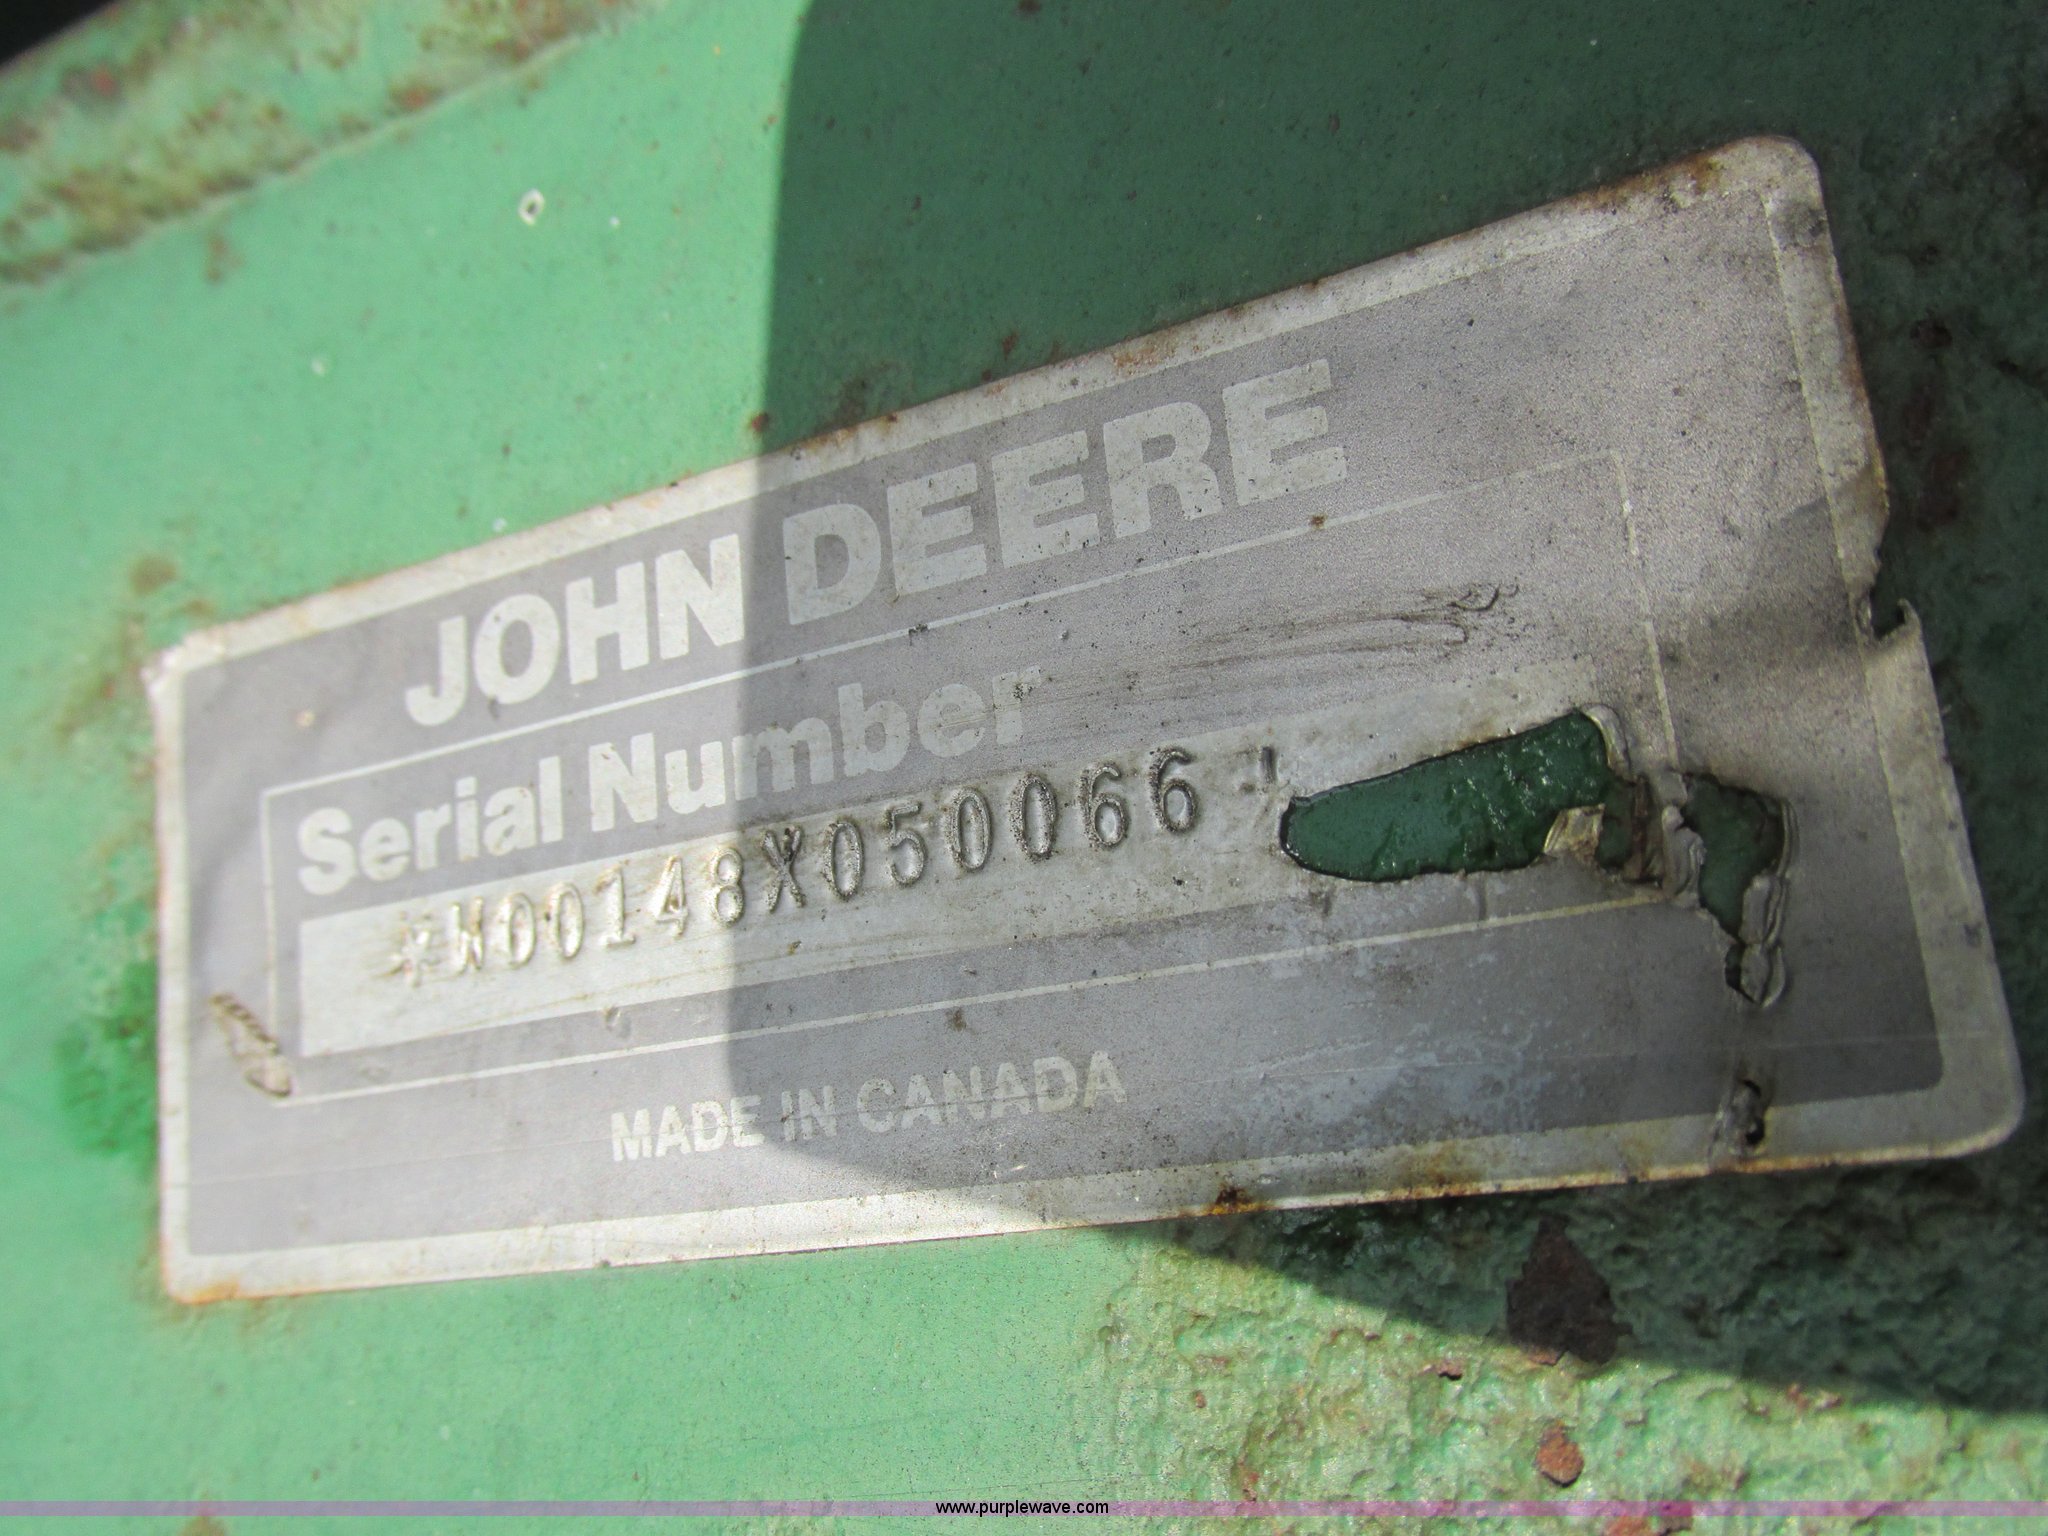 JOHN DEERE
Serial Number
*W00148X050066*
MADE IN CANADA
www.purplewave.com